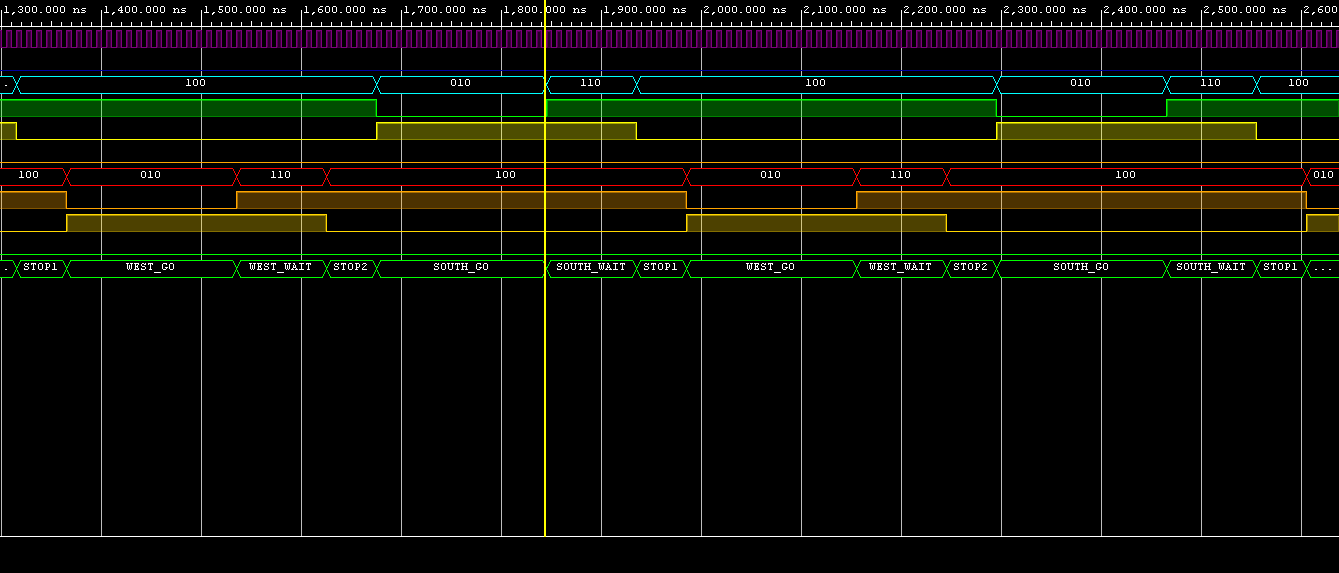 1,300.000 ns 1,400.000 ns 1,500.000 ns 1,600.000 ns 1,700.000 ns 1,800.000 ns 1,900.000 ns 2,000.000 ns 2,100.000 ns 2,200.000 ns 2,300.000 ns 2,400.000 ns 2,500.000 ns 2,600
. 100 010 110 100 010 110 100
100 010 110 100 010 110 100 010
. STOP1 WEST_GO WEST_WAIT STOP2 SOUTH_GO SOUTH_WAIT STOP1 WEST_GO WEST_WAIT STOP2 SOUTH_GO SOUTH_WAIT STOP1 ...